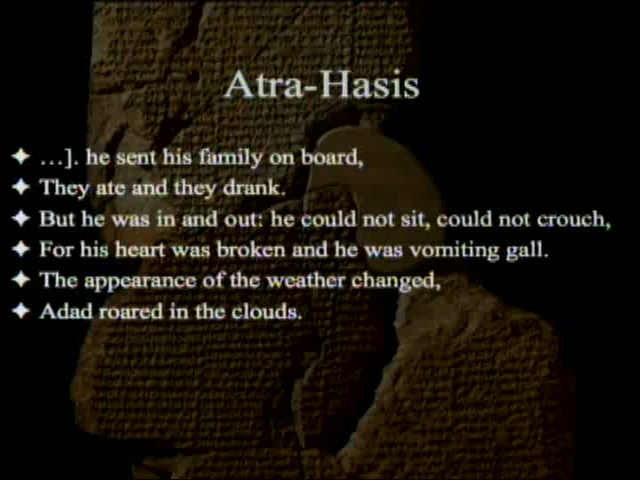 Atra-Hasis
…]. he sent his family on board,
They ate and they drank.
But he was in and out: he could not sit, could not crouch,
For his heart was broken and he was vomiting gall.
The appearance of the weather changed,
Adad roared in the clouds.